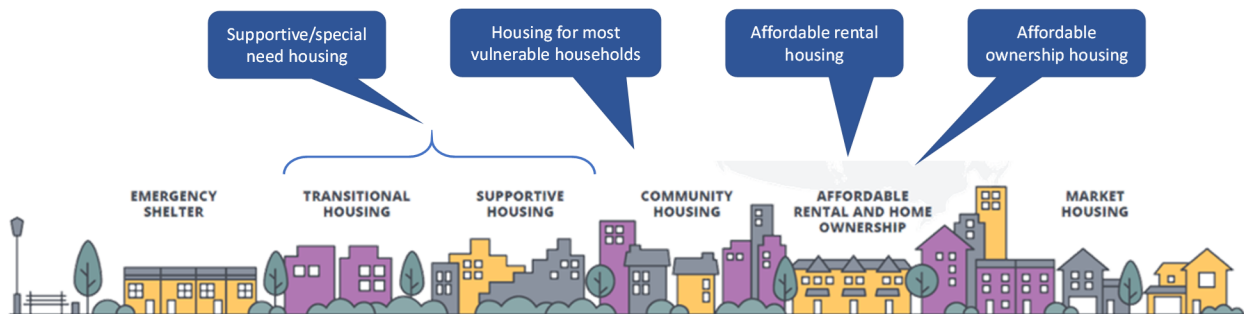 Supportive/special
need housing
Housing for most
vulnerable households
Affordable rental
housing
Affordable
ownership housing
EMERGENCY
SHELTER
TRANSITIONAL
HOUSING
SUPPORTIVE
HOUSING
COMMUNITY
HOUSING
AFFORDABLE
RENTAL AND HOME
OWNERSHIP
MARKET
HOUSING